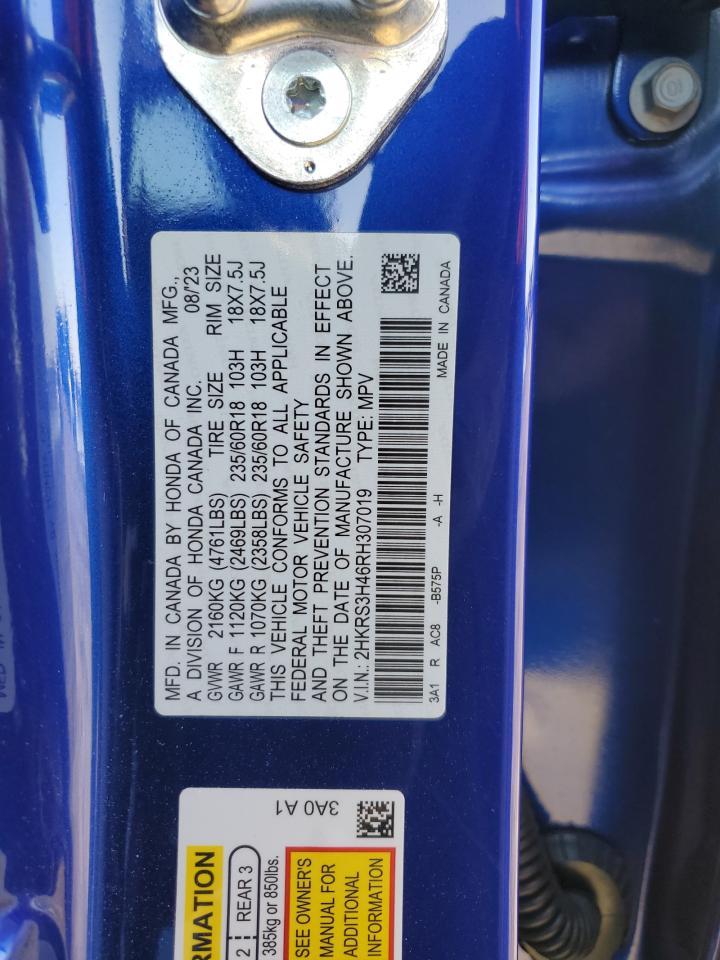 MFD. IN CANADA BY HONDA OF CANADA MFG.,
A DIVISION OF HONDA CANADA INC. 08/'23
GVWR 2160KG (4761LBS) TIRE SIZE RIM SIZE
GAWR F 1120KG (2469LBS) 235/60R18 103H 18X7.5J
GAWR R 1070KG (2358LBS) 235/60R18 103H 18X7.5J
THIS VEHICLE CONFORMS TO ALL APPLICABLE
FEDERAL MOTOR VEHICLE SAFETY
AND THEFT PREVENTION STANDARDS IN EFFECT
ON THE DATE OF MANUFACTURE SHOWN ABOVE.
V.I.N.: 2HKRS3H46RH307019 TYPE: MPV
3A1 R AC8 -B575P -A -H MADE IN CANADA
3A0 A1
RMATION
2 REAR 3
385kg or 850lbs.
SEE OWNER'S
MANUAL FOR
ADDITIONAL
INFORMATION